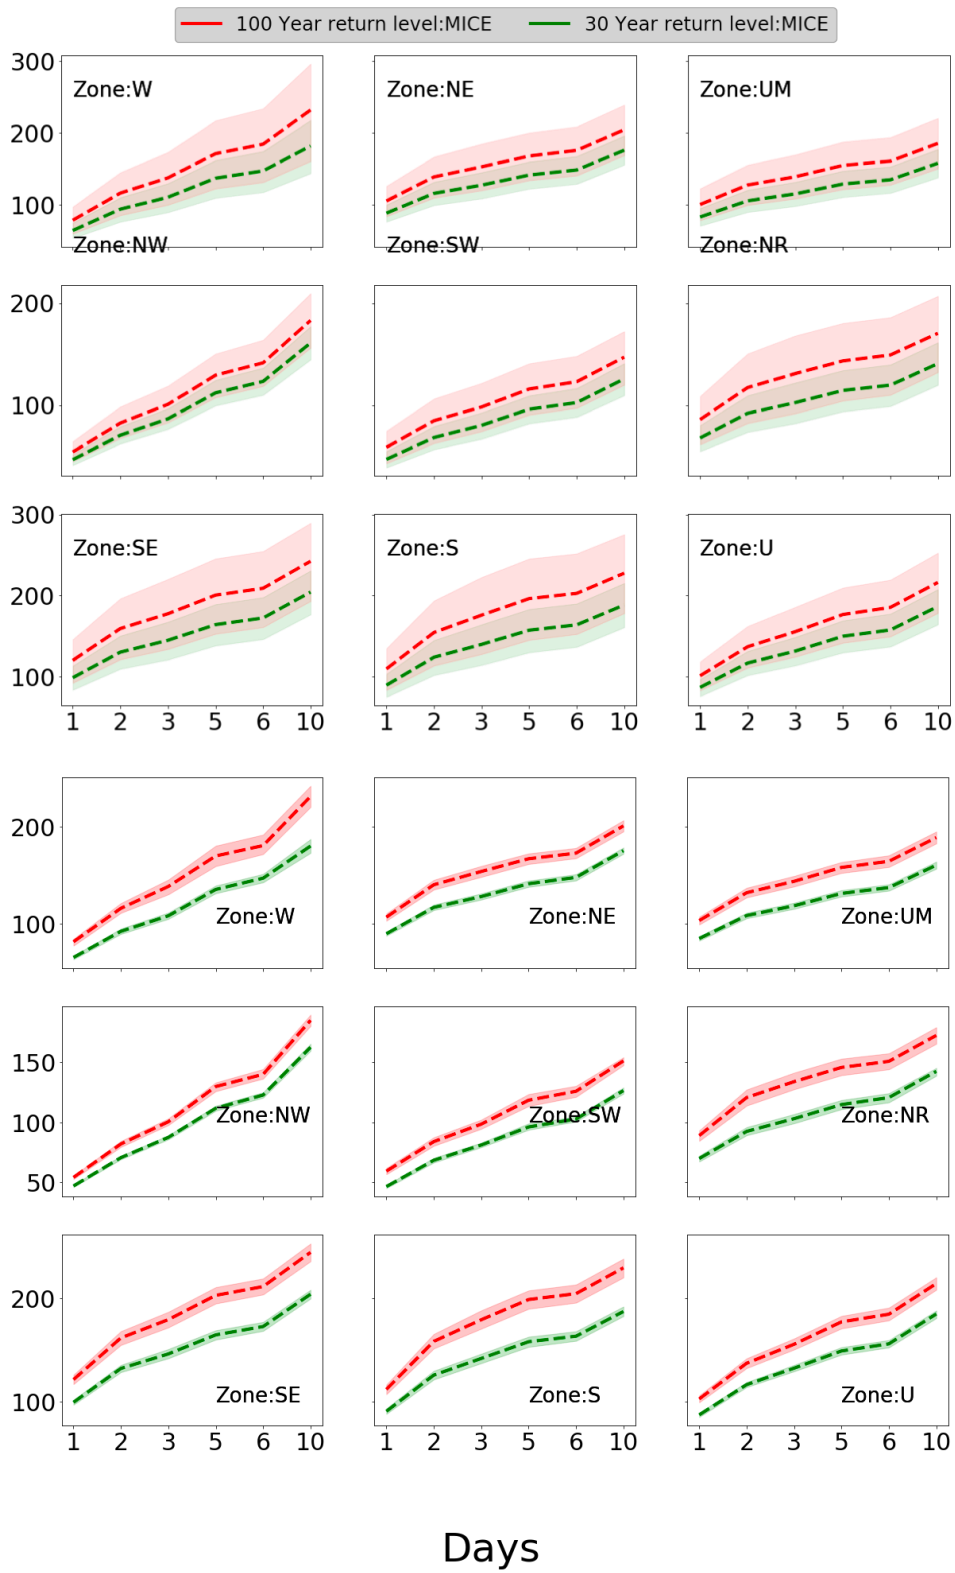 100 Year return level:MICE 30 Year return level:MICE
300
200
100
Zone:W Zone:NE Zone:UM
Zone:NW Zone:SW Zone:NR
200
100
300
200
100
Zone:SE Zone:S Zone:U
1 2 3 5 6 10 1 2 3 5 6 10 1 2 3 5 6 10
200
100
Zone:W Zone:NE Zone:UM
150
100
50
Zone:NW Zone:SW Zone:NR
200
100
Zone:SE Zone:S Zone:U
1 2 3 5 6 10 1 2 3 5 6 10 1 2 3 5 6 10
Days